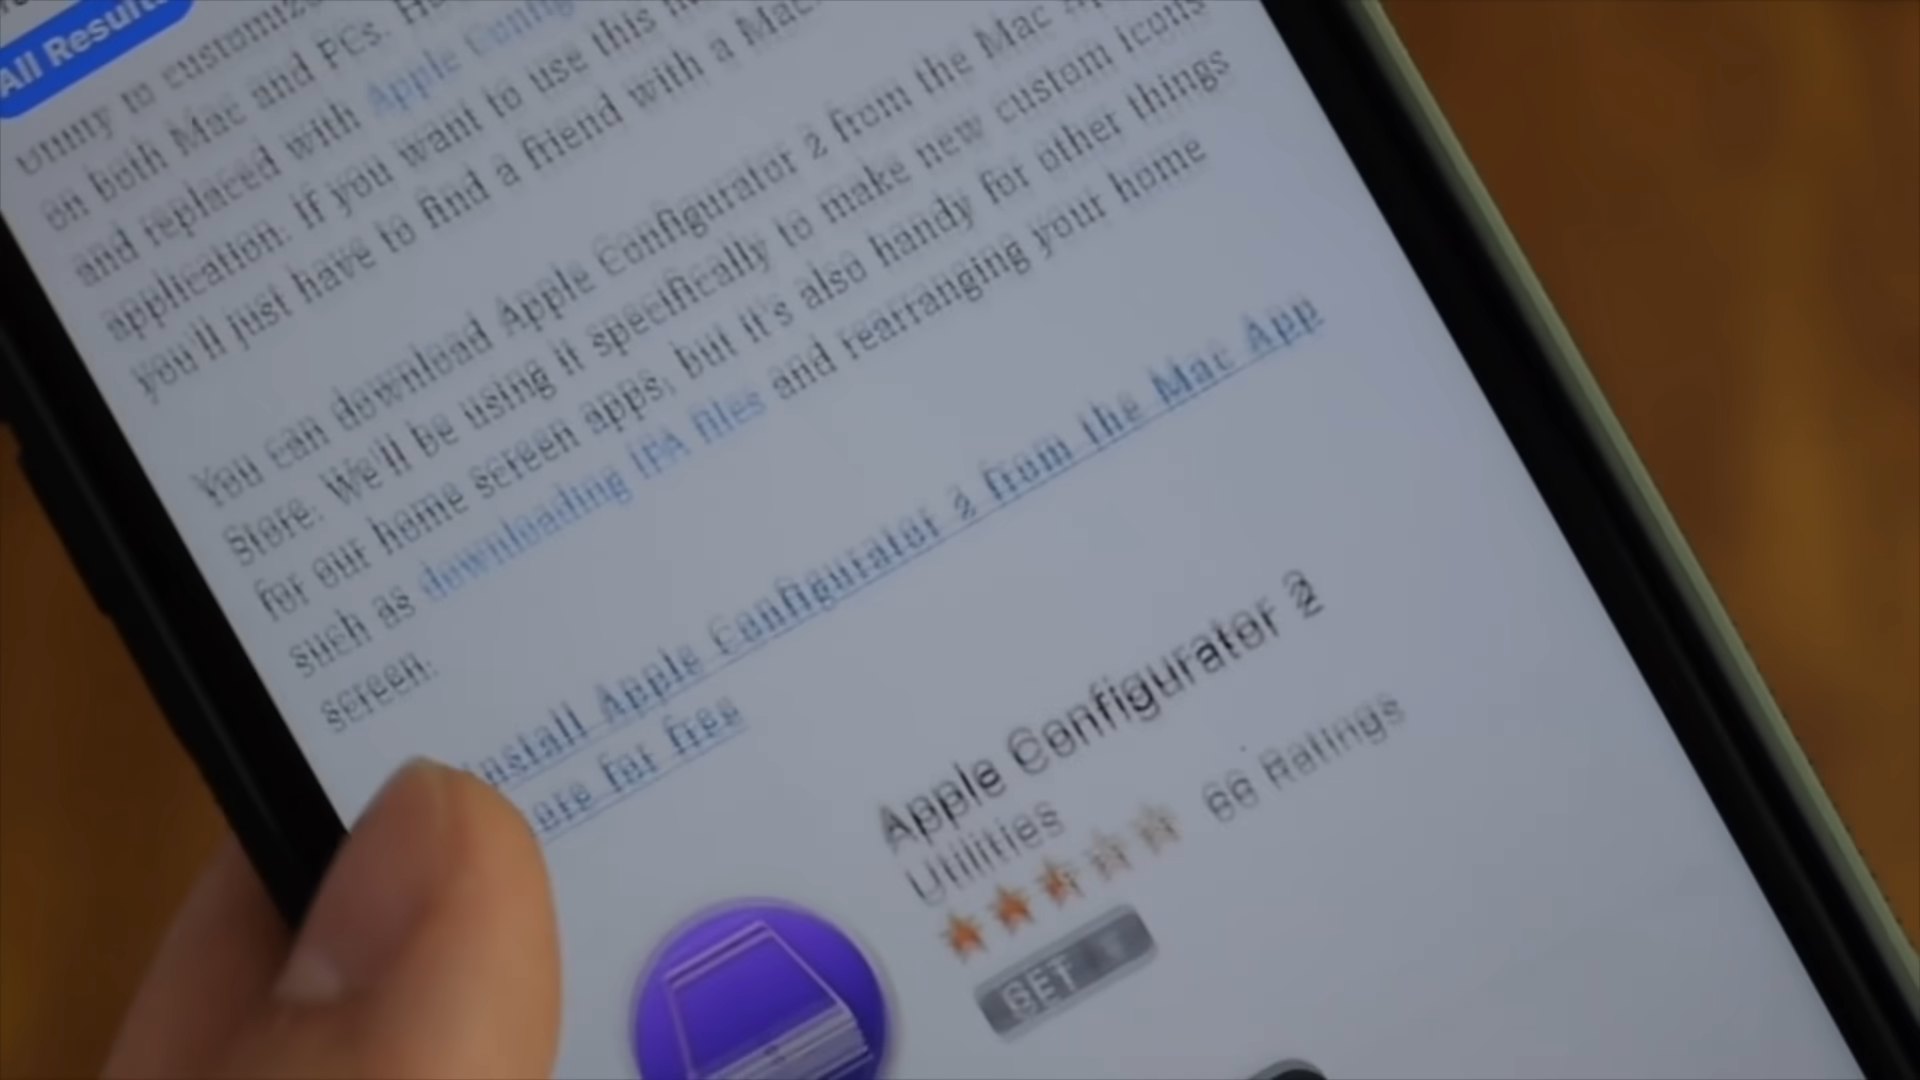 All Results
Utility to customize
on both Mac and PCs.
and replaced with Apple Config
application. If you want to use this
you'll just have to find a friend with a Mac.
You can download Apple Configurator 2 from the Mac App
Store. We'll be using it specifically to make new custom icons
for our home screen apps, but it's also handy for other things
such as downloading IPA files and rearranging your home
screen.
Install Apple Configurator 2 from the Mac App
ore for free
Apple Configurator 2
Utilities
66 Ratings
GET